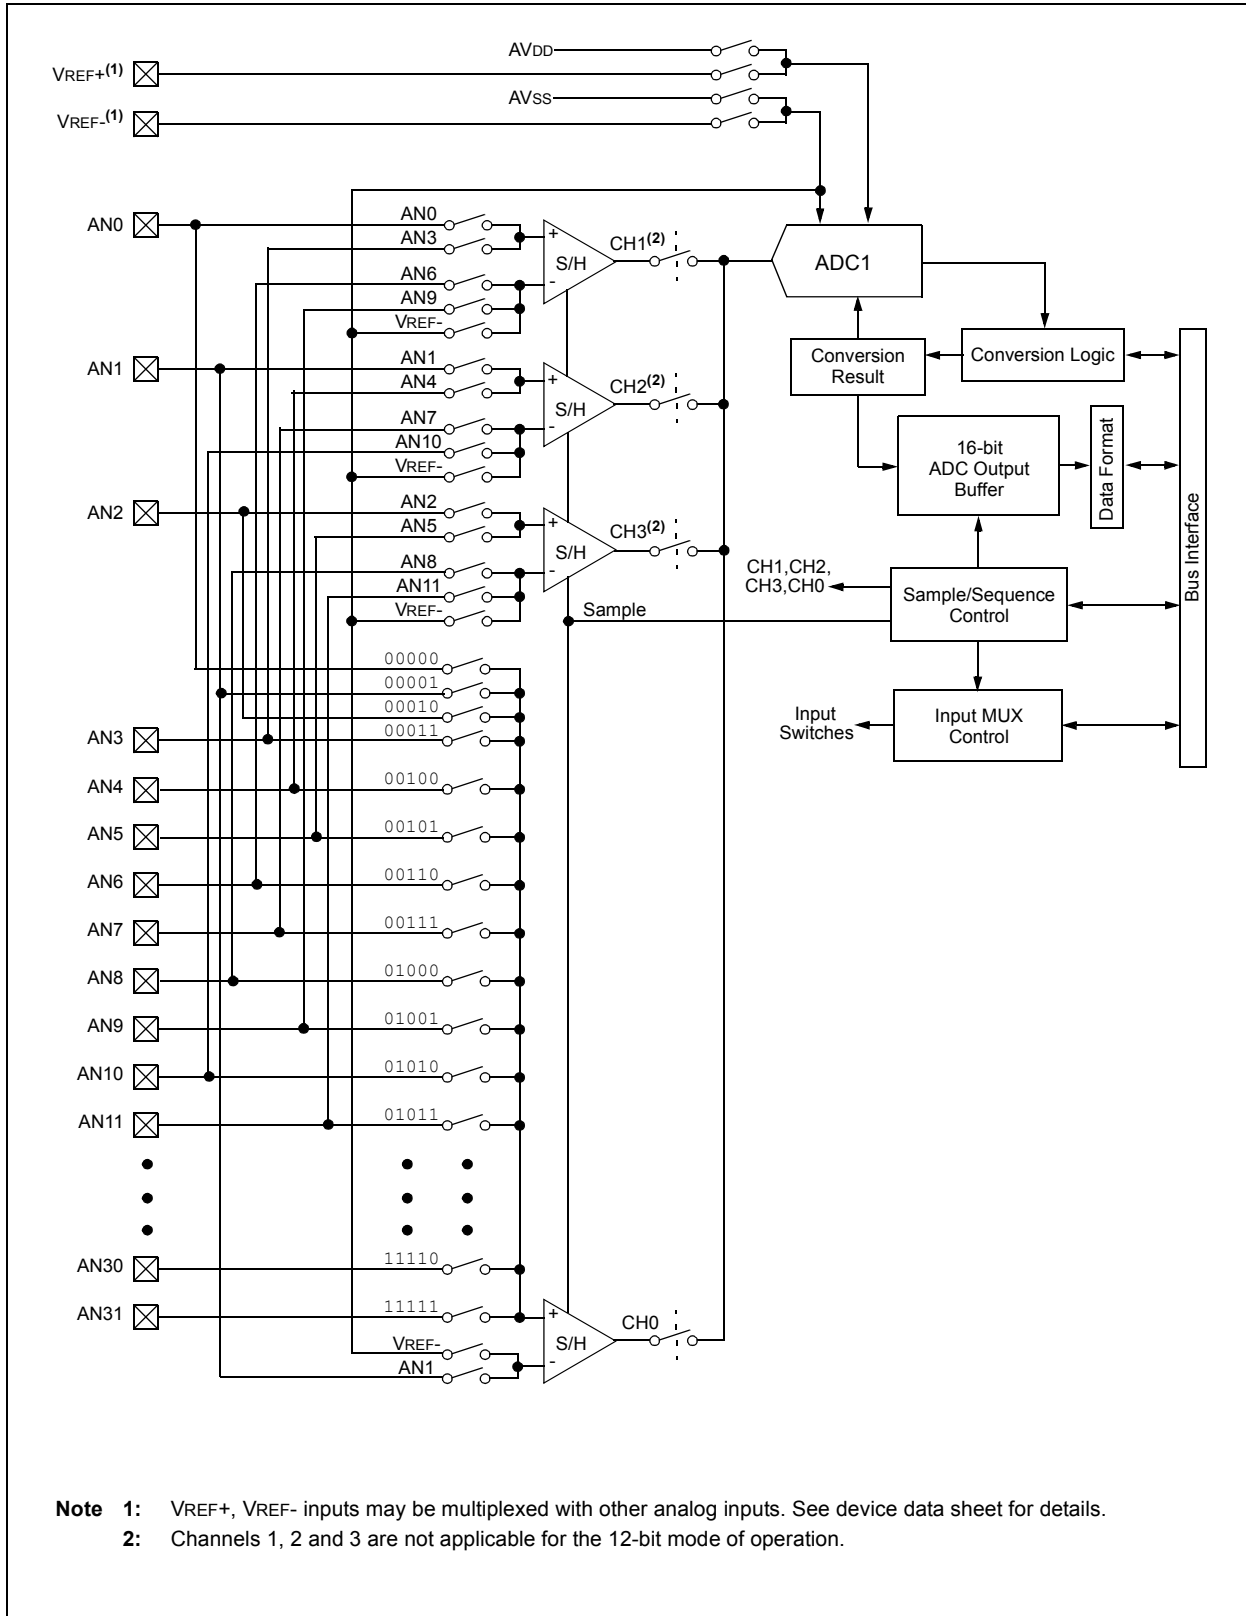 AVDD
VREF+(1)
AVSS
VREF-(1)
AN0
AN0
AN3
AN6
AN9
VREF-
+
-
S/H
CH1(2)
ADC1
Conversion Logic
Conversion
Result
AN1
AN1
AN4
AN7
AN10
VREF-
+
-
S/H
CH2(2)
16-bit
ADC Output
Buffer
Data Format
Bus Interface
AN2
AN2
AN5
AN8
AN11
VREF-
+
-
S/H
CH3(2)
CH1,CH2,
CH3,CH0
Sample/Sequence
Control
Sample
Input
Switches
Input MUX
Control
00000
00001
00010
AN3 00011
AN4 00100
AN5 00101
AN6 00110
AN7 00111
AN8 01000
AN9 01001
AN10 01010
AN11 01011
AN30 11110
AN31 11111
VREF-
AN1
+
-
S/H
CH0
Note 1: VREF+, VREF- inputs may be multiplexed with other analog inputs. See device data sheet for details.
2: Channels 1, 2 and 3 are not applicable for the 12-bit mode of operation.